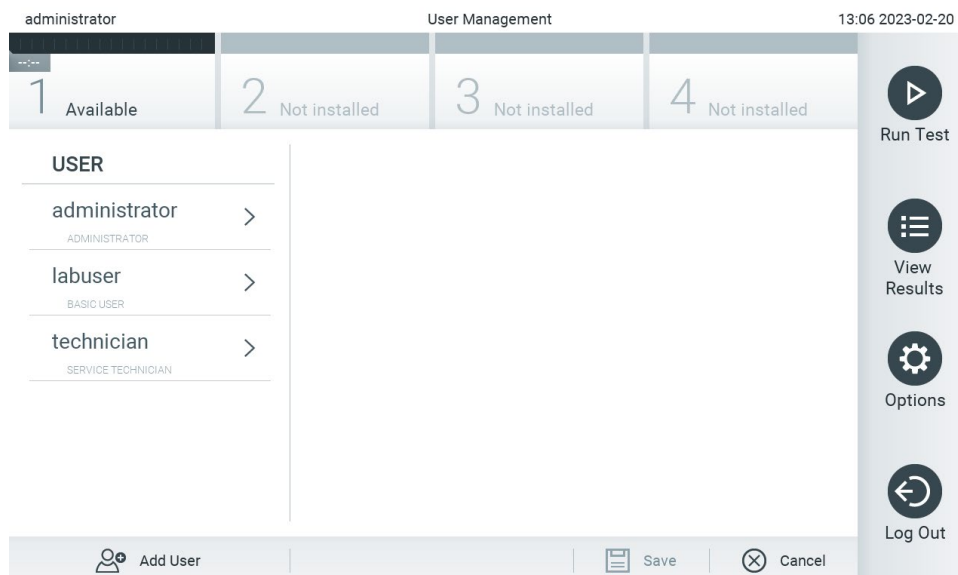 administrator User Management 13:06 2023-02-20
--:--
1 Available 2 Not installed 3 Not installed 4 Not installed
Run Test
USER
administrator
ADMINISTRATOR
labuser
BASIC USER
technician
SERVICE TECHNICIAN
View
Results
Options
Log Out
Add User Save Cancel